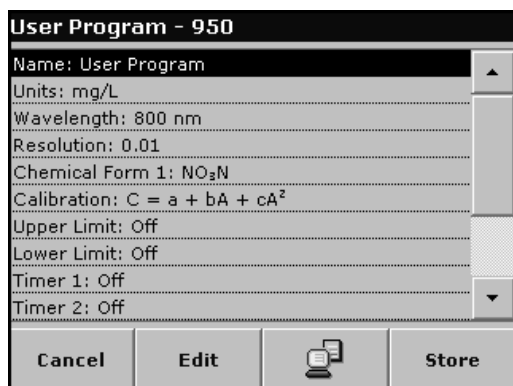 User Program - 950
Name: User Program
Units: mg/L
Wavelength: 800 nm
Resolution: 0.01
Chemical Form 1: NO₃N
Calibration: C = a + bA + cA²
Upper Limit: Off
Lower Limit: Off
Timer 1: Off
Timer 2: Off
Cancel Edit Store